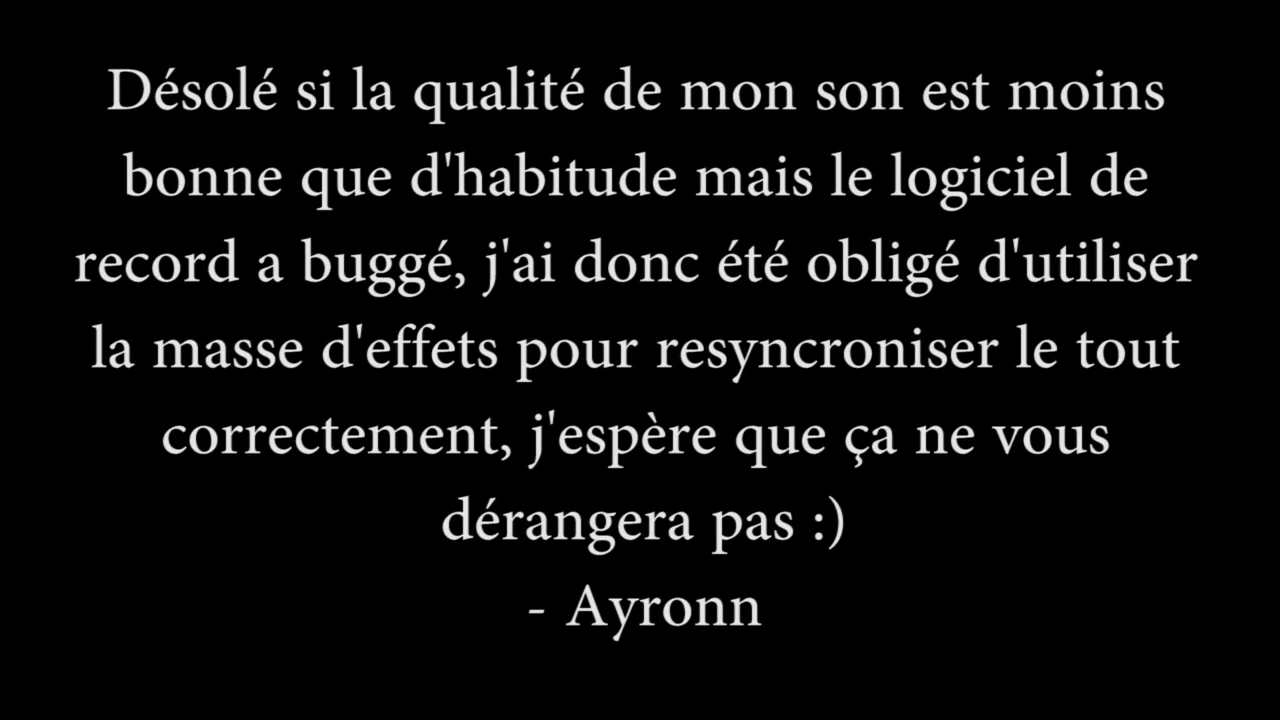 Désolé si la qualité de mon son est moins
bonne que d'habitude mais le logiciel de
record a buggé, j'ai donc été obligé d'utiliser
la masse d'effets pour resyncroniser le tout
correctement, j'espère que ça ne vous
dérangera pas :)
- Ayronn